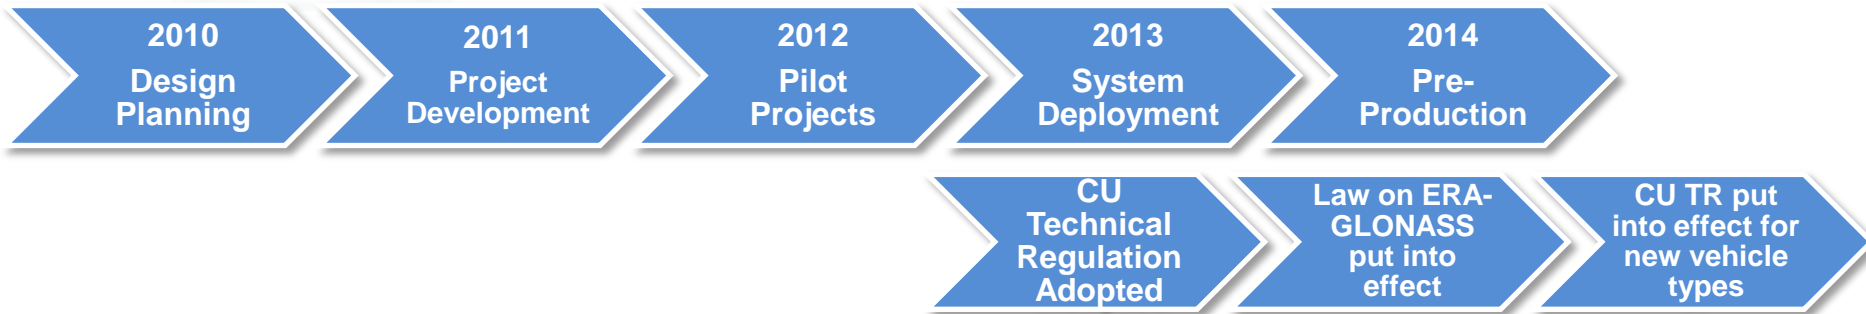 2010
Design
Planning
2011
Project
Development
2012
Pilot
Projects
2013
System
Deployment
2014
Pre-
Production
CU
Technical
Regulation
Adopted
Law on ERA-
GLONASS
put into
effect
CU TR put
into effect for
new vehicle
types